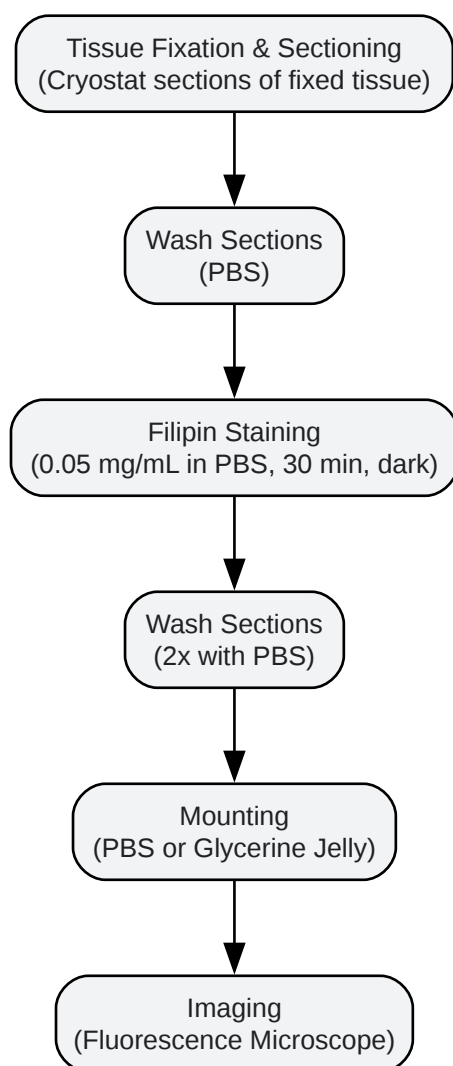 Tissue Fixation & Sectioning
(Cryostat sections of fixed tissue)
Wash Sections
(PBS)
Filipin Staining
(0.05 mg/mL in PBS, 30 min, dark)
Wash Sections
(2x with PBS)
Mounting
(PBS or Glycerine Jelly)
Imaging
(Fluorescence Microscope)